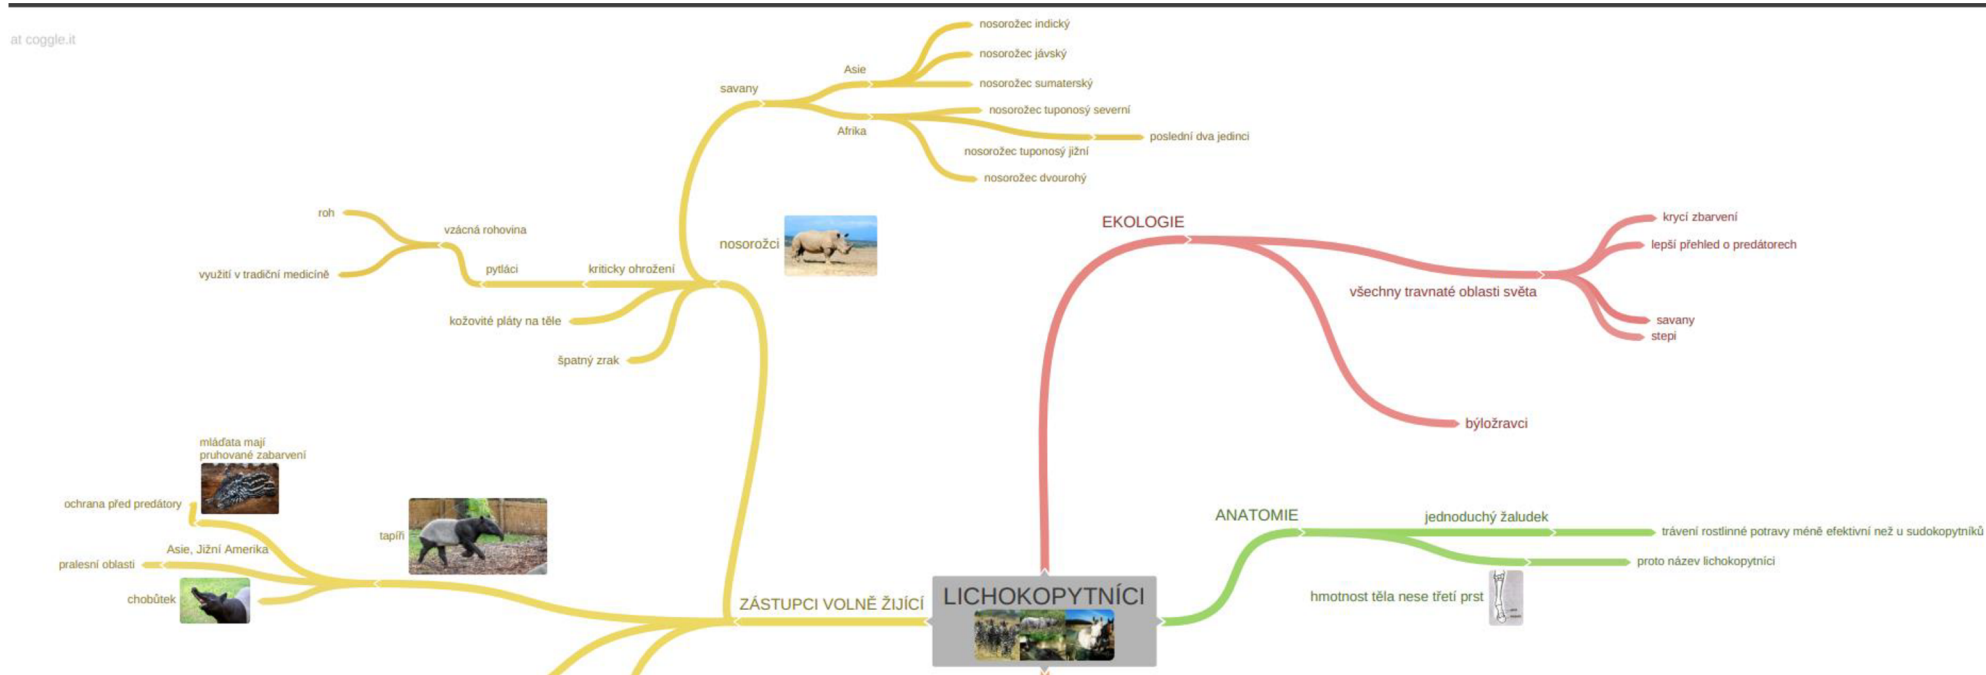 at coggle.it
nosorožec indický
nosorožec jávský
Asie
nosorožec sumaterský
savany
nosorožec tuponosý severní
Afrika
poslední dva jedinci
nosorožec tuponosý jižní
nosorožec dvourohý
roh
vzácná rohovina
nosorožci
využití v tradiční medicíně
pytláci
kriticky ohrožení
kožovité pláty na těle
špatný zrak
EKOLOGIE
krycí zbarvení
lepší přehled o predátorech
všechny travnaté oblasti světa
savany
stepi
býložravci
mláďata mají
pruhované zabarvení
ochrana před predátory
tapíři
Asie, Jižní Amerika
pralesní oblasti
chobůtek
ZÁSTUPCI VOLNĚ ŽIJÍCÍ
LICHOKOPYTNÍCI
ANATOMIE
jednoduchý žaludek
trávení rostlinné potravy méně efektivní než u sudokopytníků
proto název lichokopytníci
hmotnost těla nese třetí prst